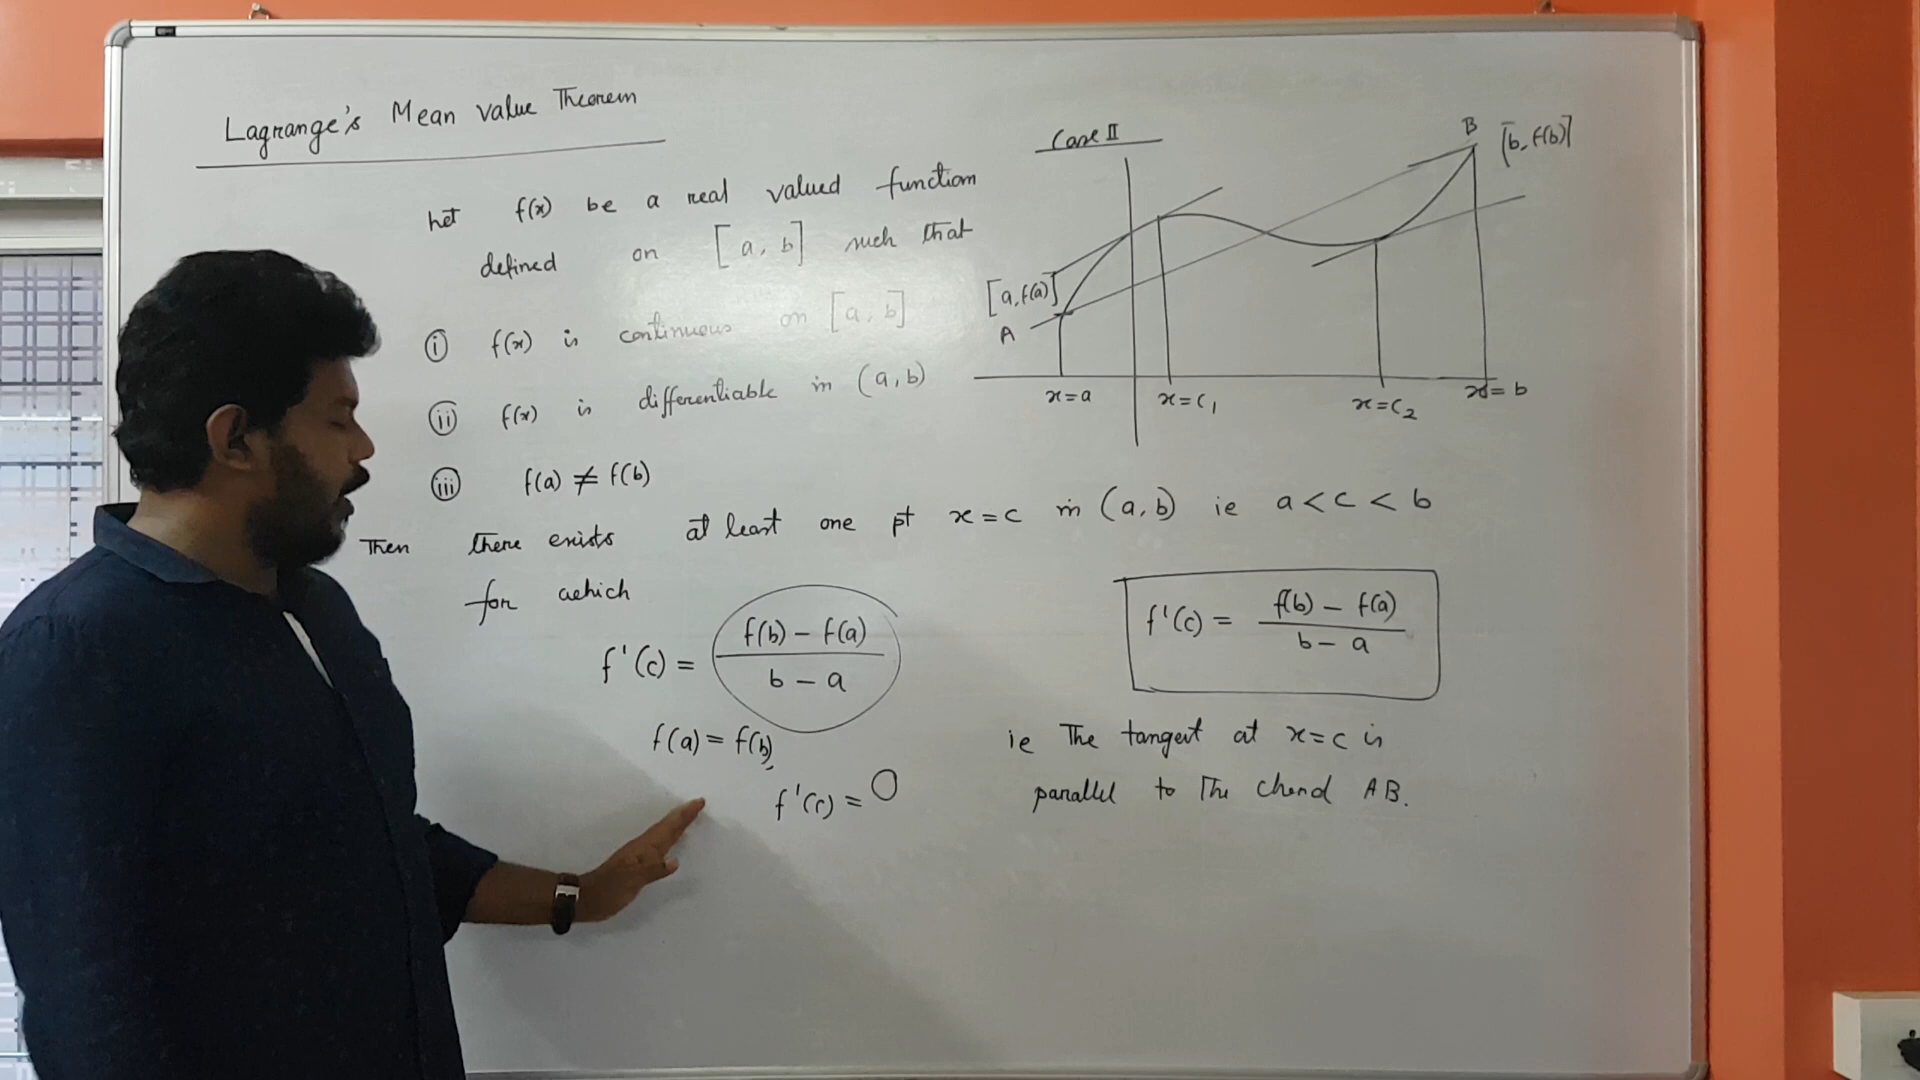 Lagrange's Mean value Theorem
Let f(x) be a real valued function
defined on [a, b] such that
(i) f(x) is continuous on [a, b]
(ii) f(x) is differentiable in (a, b)
(iii) f(a) ≠ f(b)
Then there exists at least one pt x=c in (a, b) ie a < c < b
for which
f'(c) = \frac{f(b) - f(a)}{b - a}
f(a) = f(b)
f'(c) = 0
Case II
B [b, f(b)]
[a, f(a)]
A
x=a x=c₁ x=c₂ x=b
f'(c) = \frac{f(b) - f(a)}{b - a}
ie The tangent at x=c is
parallel to The chord AB.